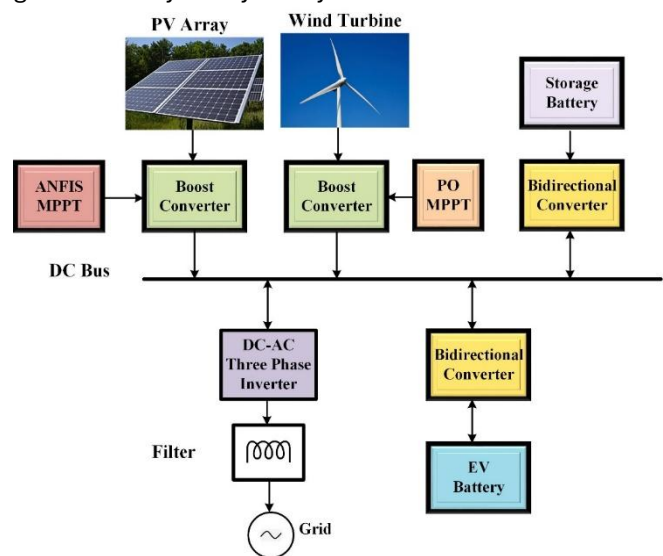 PV Array
Wind Turbine
Storage
Battery
ANFIS
MPPT
Boost
Converter
Boost
Converter
PO
MPPT
Bidirectional
Converter
DC Bus
DC-AC
Three Phase
Inverter
Bidirectional
Converter
Filter
EV
Battery
Grid